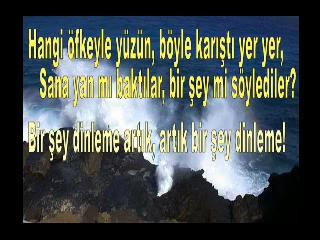 Hangi öfkeyle yüzün, böyle karıştı yer yer,
Sana yan mı baktılar, bir şey mi söylediler?
Bir şey dinleme artık, artık bir şey dinleme!